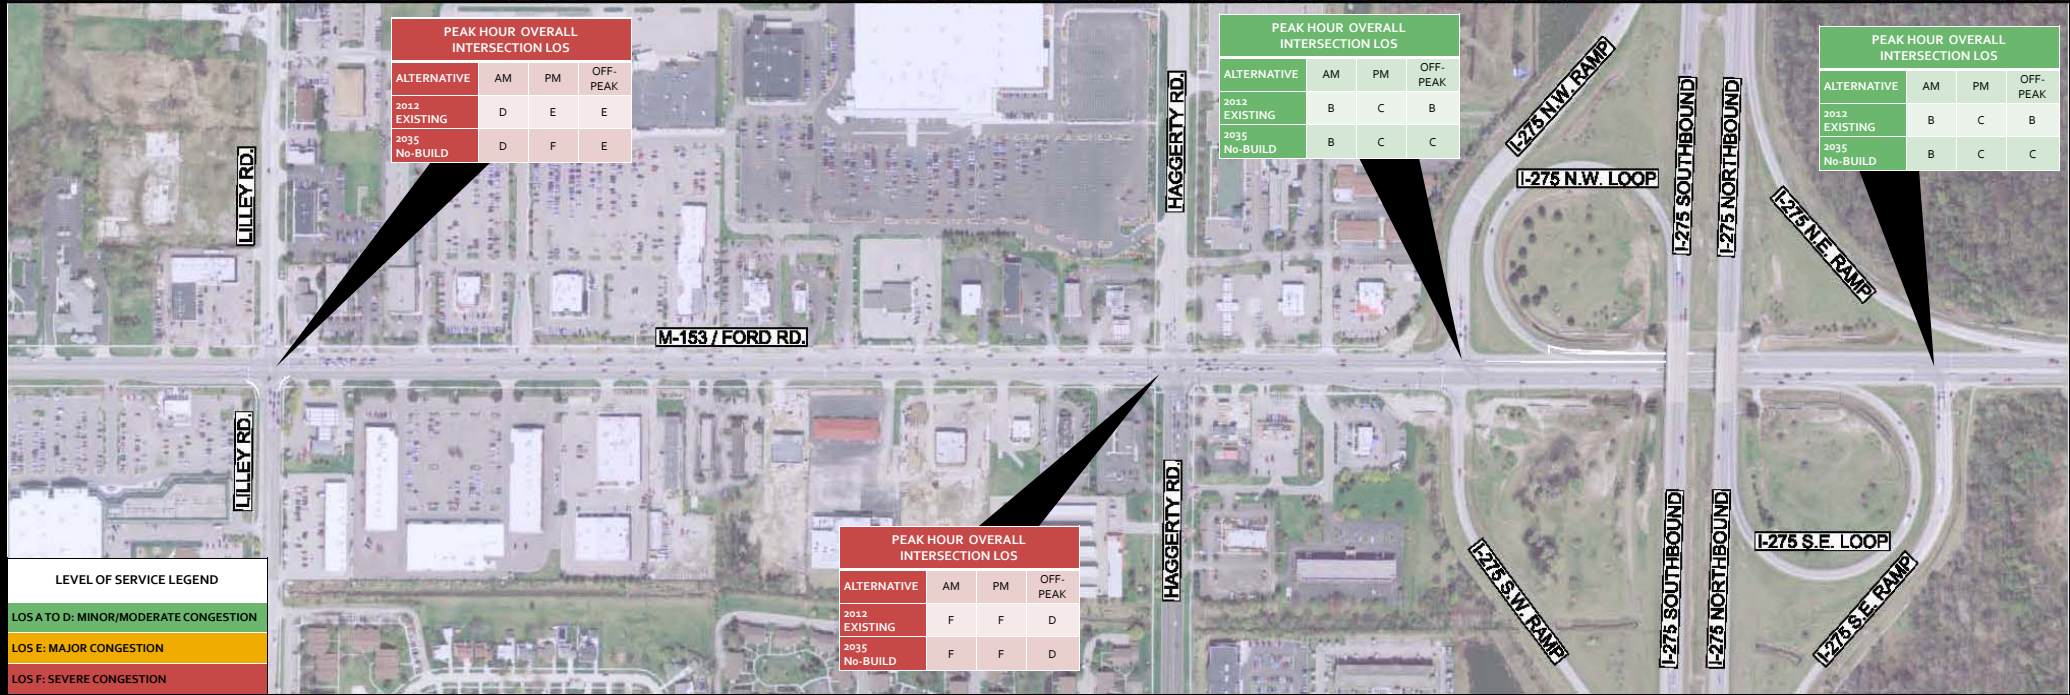 PEAK HOUR OVERALL
INTERSECTION LOS
ALTERNATIVE AM PM OFF-
PEAK
2012
EXISTING D E E
2035
No-BUILD D F E
PEAK HOUR OVERALL
INTERSECTION LOS
ALTERNATIVE AM PM OFF-
PEAK
2012
EXISTING B C B
2035
No-BUILD B C C
PEAK HOUR OVERALL
INTERSECTION LOS
ALTERNATIVE AM PM OFF-
PEAK
2012
EXISTING B C B
2035
No-BUILD B C C
LILLEY RD.
HAGGERTY RD.
I-275 N.W. RAMP
I-275 N.W. LOOP
I-275 SOUTHBOUND
I-275 NORTHBOUND
I-275 N.E. RAMP
M-153 / FORD RD.
LILLEY RD.
HAGGERTY RD.
I-275 S.W. RAMP
I-275 SOUTHBOUND
I-275 NORTHBOUND
I-275 S.E. LOOP
I-275 S.E. RAMP
PEAK HOUR OVERALL
INTERSECTION LOS
ALTERNATIVE AM PM OFF-
PEAK
2012
EXISTING F F D
2035
No-BUILD F F D
LEVEL OF SERVICE LEGEND
LOS A TO D: MINOR/MODERATE CONGESTION
LOS E: MAJOR CONGESTION
LOS F: SEVERE CONGESTION